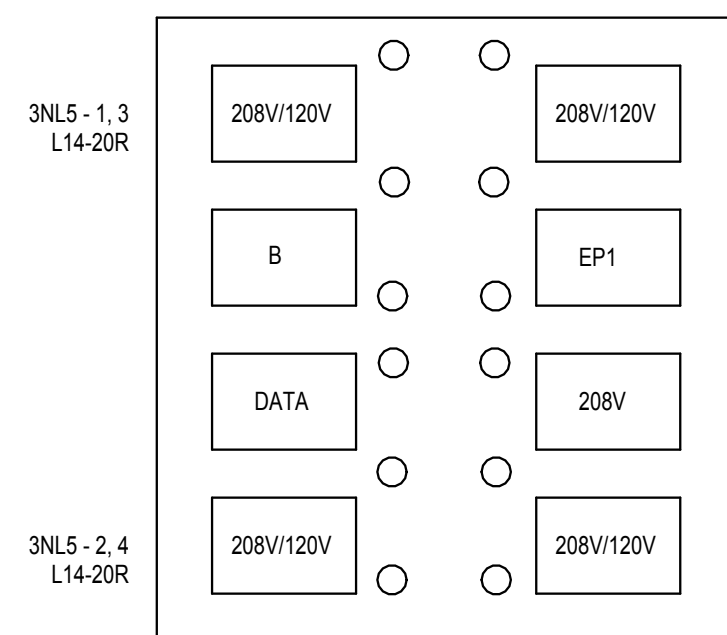 3NL5 - 1, 3
L14-20R
208V/120V
208V/120V
B
EP1
DATA
208V
3NL5 - 2, 4
L14-20R
208V/120V
208V/120V